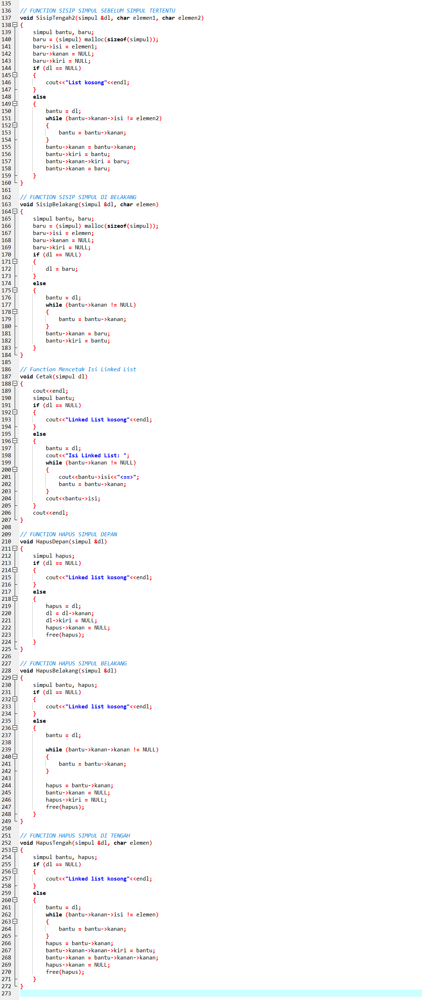 135
136 // FUNCTION SISIP SIMPUL SEBELUM SIMPUL TERTENTU
137 void SisipTengah2(simpul &dl, char elemen1, char elemen2)
138 {
139 simpul bantu, baru;
140 baru = (simpul) malloc(sizeof(simpul));
141 baru->isi = elemen1;
142 baru->kanan = NULL;
143 baru->kiri = NULL;
144 if (dl == NULL)
145 {
146 cout<<"List kosong"<<endl;
147 }
148 else
149 {
150 bantu = dl;
151 while (bantu->kanan->isi != elemen2)
152 {
153 bantu = bantu->kanan;
154 }
155 bantu->kanan = bantu->kanan;
156 bantu->kiri = bantu;
157 bantu->kanan->kiri = baru;
158 bantu->kanan = baru;
159 }
160 }
161
162 // FUNCTION SISIP SIMPUL DI BELAKANG
163 void SisipBelakang(simpul &dl, char elemen)
164 {
165 simpul bantu, baru;
166 baru = (simpul) malloc(sizeof(simpul));
167 baru->isi = elemen;
168 baru->kanan = NULL;
169 baru->kiri = NULL;
170 if (dl == NULL)
171 {
172 dl = baru;
173 }
174 else
175 {
176 bantu = dl;
177 while (bantu->kanan != NULL)
178 {
179 bantu = bantu->kanan;
180 }
181 bantu->kanan = baru;
182 bantu->kiri = bantu;
183 }
184 }
185
186 // Function Mencetak Isi Linked List
187 void Cetak(simpul dl)
188 {
189 cout<<endl;
190 simpul bantu;
191 if (dl == NULL)
192 {
193 cout<<"Linked List kosong"<<endl;
194 }
195 else
196 {
197 bantu = dl;
198 cout<<"Isi Linked List: ";
199 while (bantu->kanan != NULL)
200 {
201 cout<<bantu->isi<<"<==>";
202 bantu = bantu->kanan;
203 }
204 cout<<bantu->isi;
205 }
206 cout<<endl;
207 }
208
209 // FUNCTION HAPUS SIMPUL DEPAN
210 void HapusDepan(simpul &dl)
211 {
212 simpul hapus;
213 if (dl == NULL)
214 {
215 cout<<"Linked list kosong"<<endl;
216 }
217 else
218 {
219 hapus = dl;
220 dl = dl->kanan;
221 dl->kiri = NULL;
222 hapus->kanan = NULL;
223 free(hapus);
224 }
225 }
226
227 // FUNCTION HAPUS SIMPUL BELAKANG
228 void HapusBelakang(simpul &dl)
229 {
230 simpul bantu, hapus;
231 if (dl == NULL)
232 {
233 cout<<"Linked list kosong"<<endl;
234 }
235 else
236 {
237 bantu = dl;
238
239 while (bantu->kanan->kanan != NULL)
240 {
241 bantu = bantu->kanan;
242 }
243
244 hapus = bantu->kanan;
245 bantu->kanan = NULL;
246 hapus->kiri = NULL;
247 free(hapus);
248 }
249 }
250
251 // FUNCTION HAPUS SIMPUL DI TENGAH
252 void HapusTengah(simpul &dl, char elemen)
253 {
254 simpul bantu, hapus;
255 if (dl == NULL)
256 {
257 cout<<"Linked list kosong"<<endl;
258 }
259 else
260 {
261 bantu = dl;
262 while (bantu->kanan->isi != elemen)
263 {
264 bantu = bantu->kanan;
265 }
266 hapus = bantu->kanan;
267 bantu->kanan->kanan->kiri = bantu;
268 bantu->kanan = bantu->kanan->kanan;
269 hapus->kanan = NULL;
270 free(hapus);
271 }
272 }
273